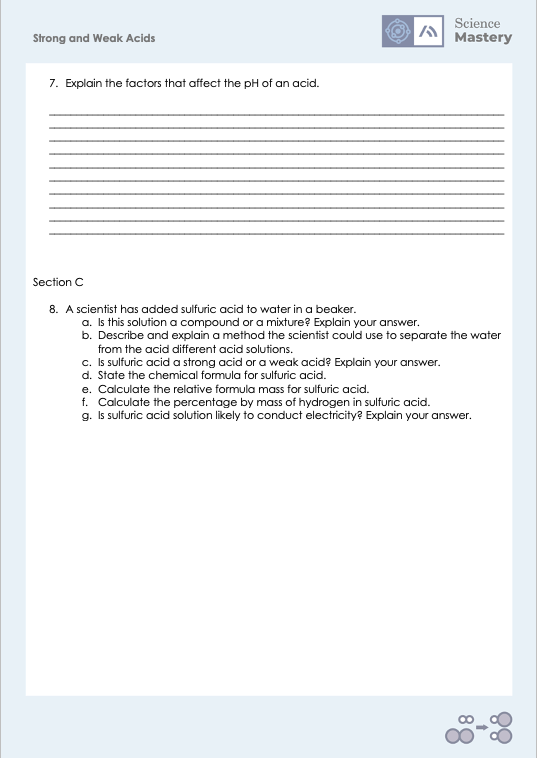 Strong and Weak Acids
Science
Mastery
7. Explain the factors that affect the pH of an acid.
Section C
8. A scientist has added sulfuric acid to water in a beaker.
a. Is this solution a compound or a mixture? Explain your answer.
b. Describe and explain a method the scientist could use to separate the water
from the acid different acid solutions.
c. Is sulfuric acid a strong acid or a weak acid? Explain your answer.
d. State the chemical formula for sulfuric acid.
e. Calculate the relative formula mass for sulfuric acid.
f. Calculate the percentage by mass of hydrogen in sulfuric acid.
g. Is sulfuric acid solution likely to conduct electricity? Explain your answer.